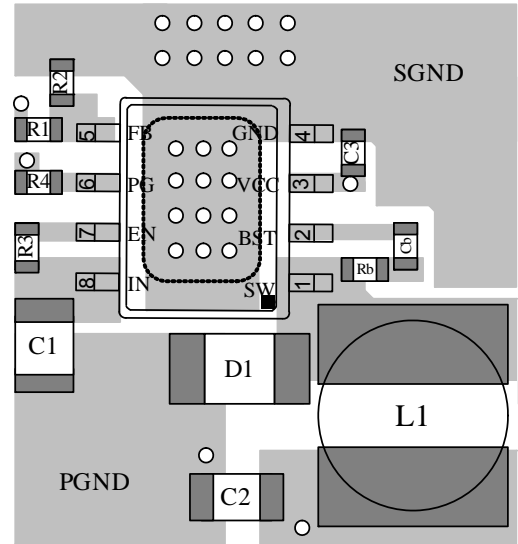 R2
SGND
R1
5
FB
GND
4
C3
R4
6
PG
VCC
3
R3
7
EN
BST
2
Cb
Rb
8
IN
SW
1
C1
D1
L1
PGND
C2